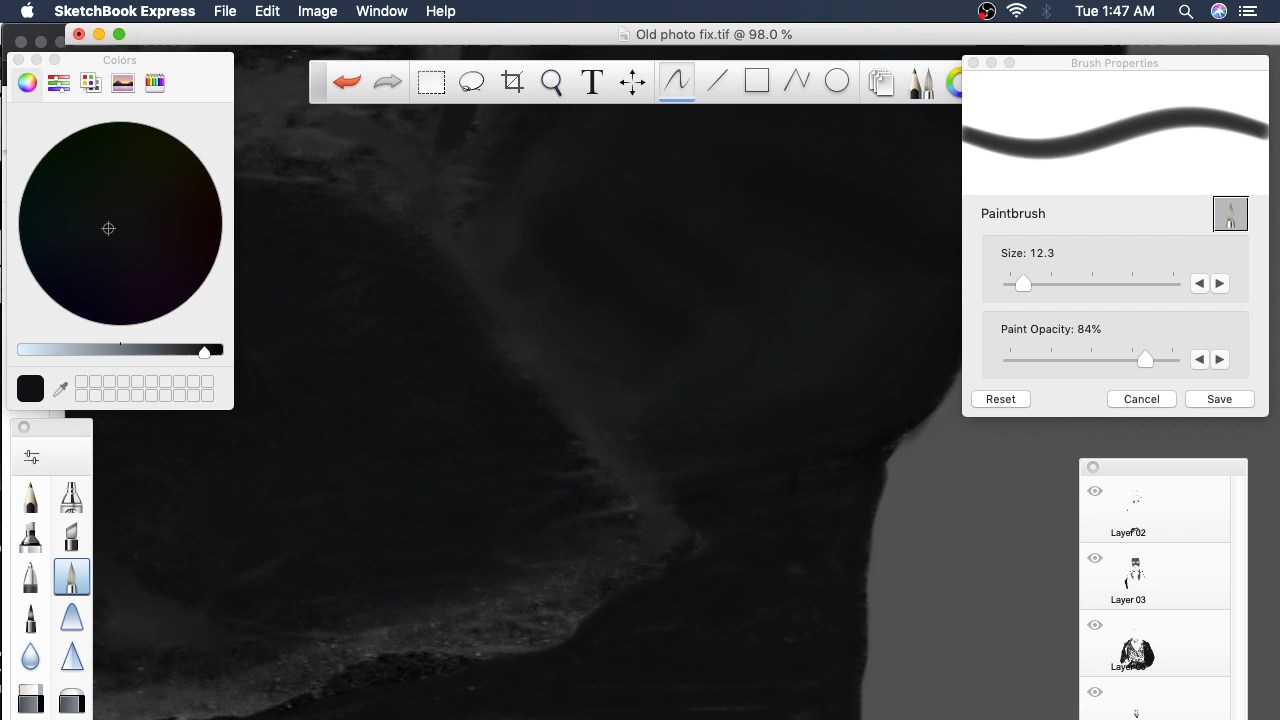 SketchBook Express File Edit Image Window Help Tue 1:47 AM
Old photo fix.tif @ 98.0 %
Colors
T
Brush Properties
Paintbrush
Size: 12.3
Paint Opacity: 84%
Reset Cancel Save
Layer 02
Layer 03